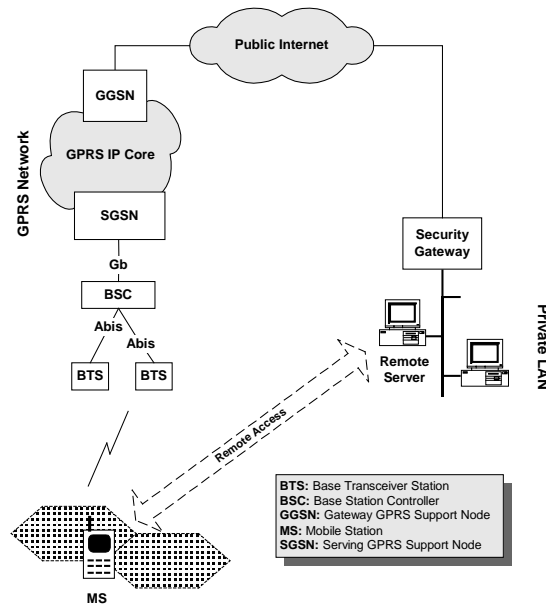 Public Internet
GGSN
GPRS IP Core
GPRS Network
SGSN
Gb
BSC
Abis
Abis
BTS
BTS
Security
Gateway
Remote
Server
Private LAN
Remote Access
MS
BTS: Base Transceiver Station
BSC: Base Station Controller
GGSN: Gateway GPRS Support Node
MS: Mobile Station
SGSN: Serving GPRS Support Node